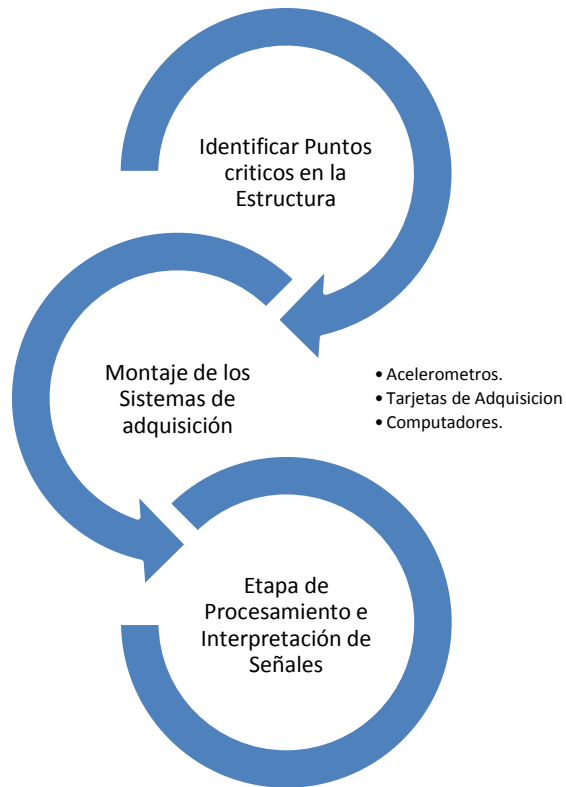 Identificar Puntos
criticos en la
Estructura
Montaje de los
Sistemas de
adquisición
• Acelerometros.
• Tarjetas de Adquisicion
• Computadores.
Etapa de
Procesamiento e
Interpretación de
Señales